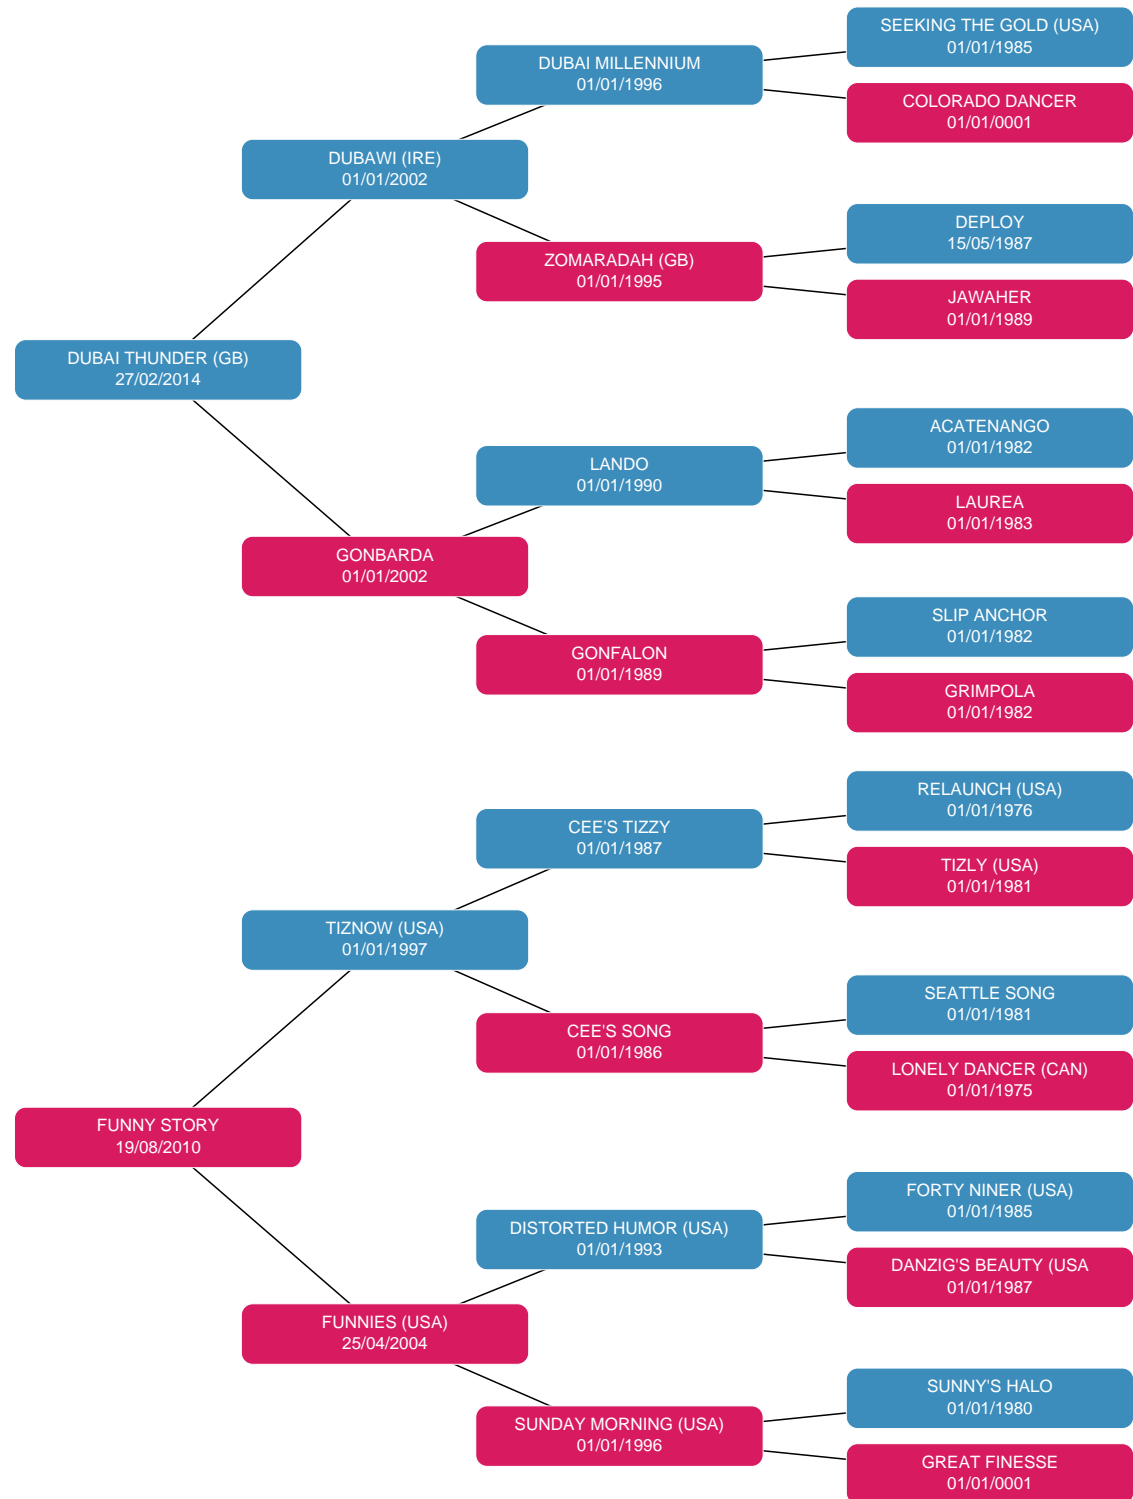 SEEKING THE GOLD (USA)
01/01/1985
DUBAI MILLENNIUM
01/01/1996
COLORADO DANCER
01/01/0001
DUBAWI (IRE)
01/01/2002
DEPLOY
15/05/1987
ZOMARADAH (GB)
01/01/1995
JAWAHER
01/01/1989
DUBAI THUNDER (GB)
27/02/2014
ACATENANGO
01/01/1982
LANDO
01/01/1990
LAUREA
01/01/1983
GONBARDA
01/01/2002
SLIP ANCHOR
01/01/1982
GONFALON
01/01/1989
GRIMPOLA
01/01/1982
RELAUNCH (USA)
01/01/1976
CEE'S TIZZY
01/01/1987
TIZLY (USA)
01/01/1981
TIZNOW (USA)
01/01/1997
SEATTLE SONG
01/01/1981
CEE'S SONG
01/01/1986
LONELY DANCER (CAN)
01/01/1975
FUNNY STORY
19/08/2010
FORTY NINER (USA)
01/01/1985
DISTORTED HUMOR (USA)
01/01/1993
DANZIG'S BEAUTY (USA
01/01/1987
FUNNIES (USA)
25/04/2004
SUNNY'S HALO
01/01/1980
SUNDAY MORNING (USA)
01/01/1996
GREAT FINESSE
01/01/0001